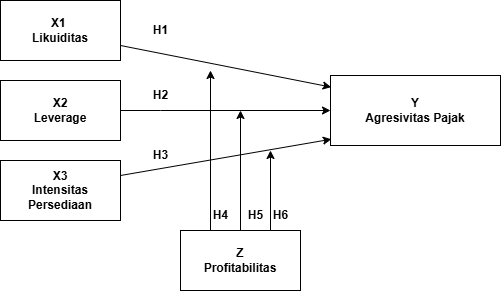 X1
Likuiditas
H1
X2
Leverage
H2
Y
Agresivitas Pajak
X3
Intensitas
Persediaan
H3
H4
H5
H6
Z
Profitabilitas